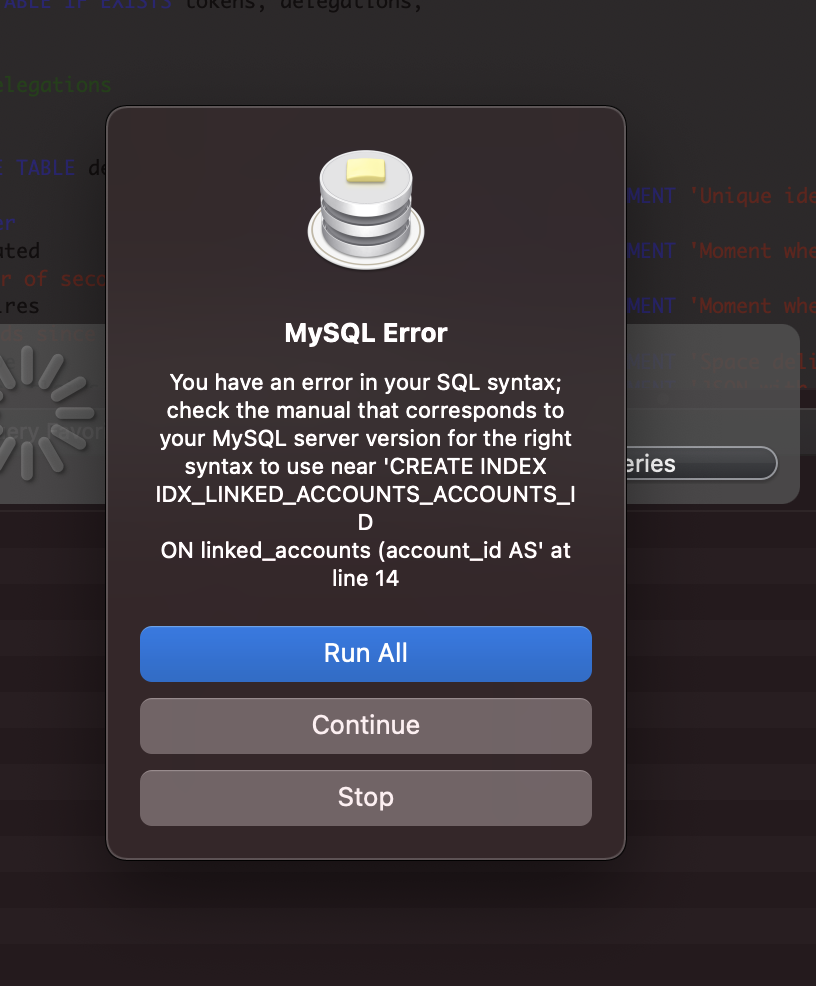 TABLE IF EXISTS tokens, delegations,
elegations
E TABLE de
MENT 'Unique ide
er
ated
MENT 'Moment whe
r of seco
ires
MENT 'Moment whe
MySQL Error
You have an error in your SQL syntax;
check the manual that corresponds to
your MySQL server version for the right
syntax to use near 'CREATE INDEX
IDX_LINKED_ACCOUNTS_ACCOUNTS_I
D
ON linked_accounts (account_id AS' at
line 14
'Space deli
ery Favor
eries
Run All
Continue
Stop